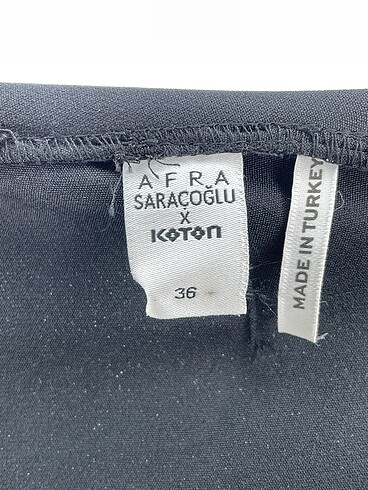 AFRA
SARAÇOĞLU
X
KOTON
36
MADE IN TURKEY